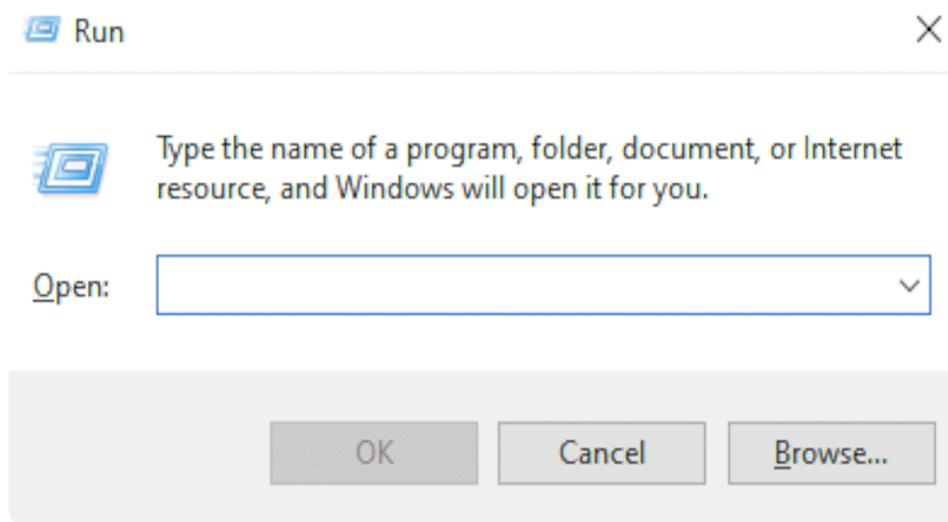 Run
Type the name of a program, folder, document, or Internet
resource, and Windows will open it for you.
Open:
OK
Cancel
Browse...